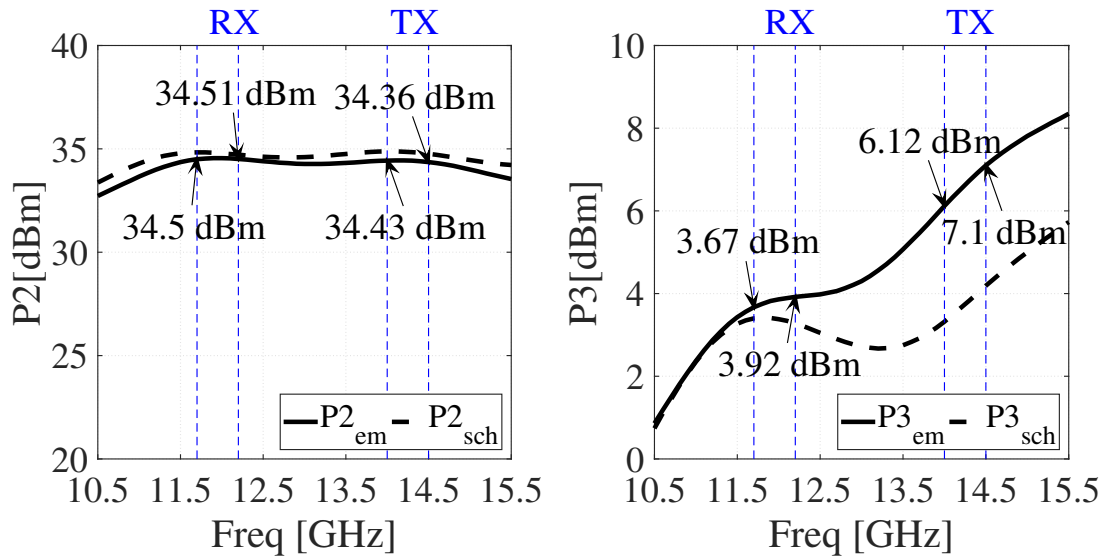 RX TX
40
35
30
25
20
P2[dBm]
34.51 dBm
34.36 dBm
34.5 dBm
34.43 dBm
P2em P2sch
10.5 11.5 12.5 13.5 14.5 15.5
Freq [GHz]
RX TX
10
8
6
4
2
0
P3[dBm]
6.12 dBm
3.67 dBm
7.1 dBm
3.92 dBm
P3em P3sch
10.5 11.5 12.5 13.5 14.5 15.5
Freq [GHz]